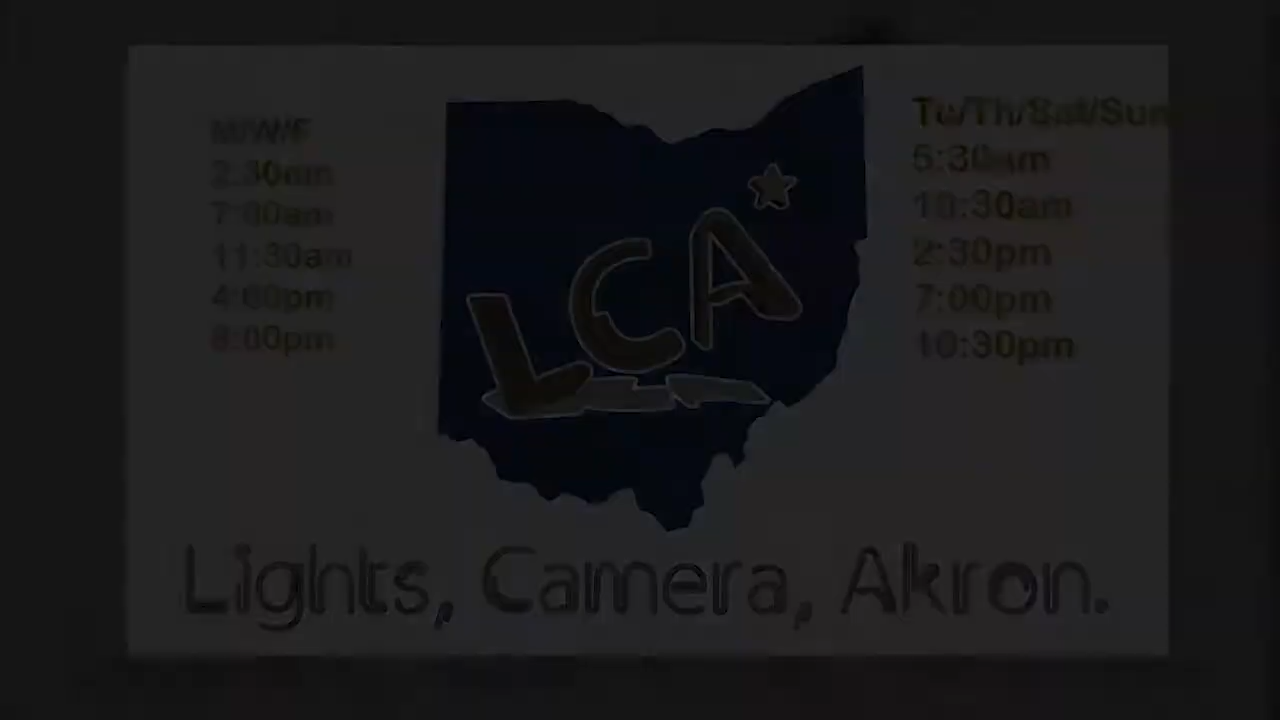 M/W/F
2:30am
7:00am
11:30am
4:00pm
8:00pm
Tu/Th/Sat/Sun
5:30am
10:30am
2:30pm
7:00pm
10:30pm
LCA
Lights, Camera, Akron.